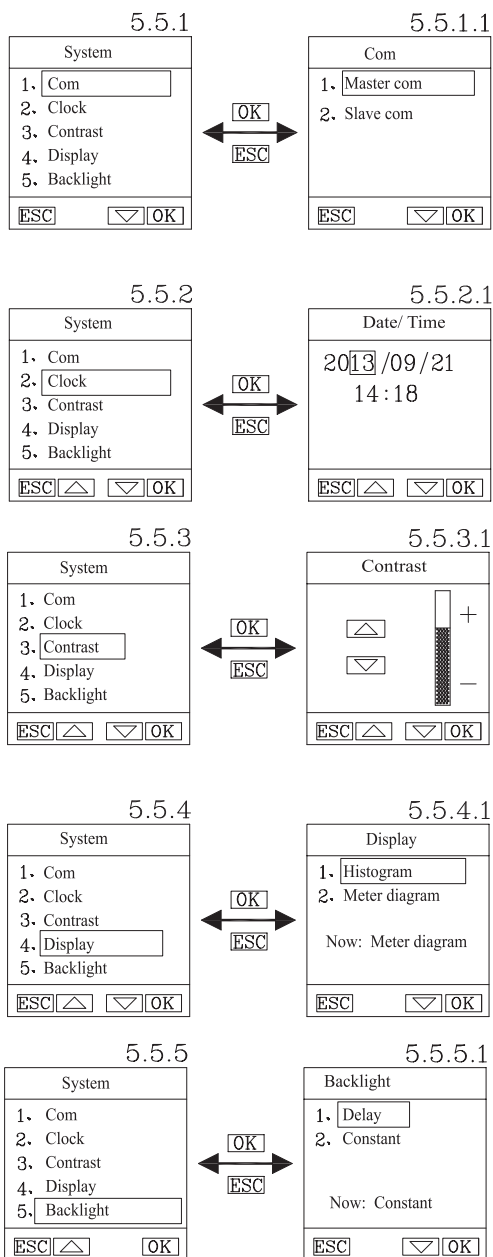 5.5.1
System
1、 Com
2、 Clock
3、 Contrast
4、 Display
5、 Backlight
ESC OK
OK
ESC
5.5.1.1
Com
1、 Master com
2、 Slave com
ESC OK
5.5.2
System
1、 Com
2、 Clock
3、 Contrast
4、 Display
5、 Backlight
ESC OK
OK
ESC
5.5.2.1
Date/ Time
2013/09/21
14:18
ESC OK
5.5.3
System
1、 Com
2、 Clock
3、 Contrast
4、 Display
5、 Backlight
ESC OK
OK
ESC
5.5.3.1
Contrast
+
−
ESC OK
5.5.4
System
1、 Com
2、 Clock
3、 Contrast
4、 Display
5、 Backlight
ESC OK
OK
ESC
5.5.4.1
Display
1、 Histogram
2、 Meter diagram
Now: Meter diagram
ESC OK
5.5.5
System
1、 Com
2、 Clock
3、 Contrast
4、 Display
5、 Backlight
ESC OK
OK
ESC
5.5.5.1
Backlight
1、 Delay
2、 Constant
Now: Constant
ESC OK